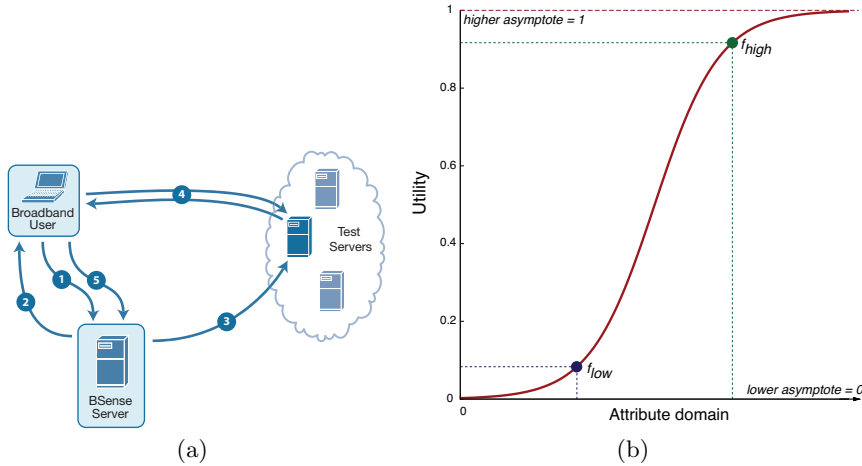 Broadband
User
4
Test
Servers
1
5
2
3
BSense
Server
(a)
higher asymptote = 1
f_high
f_low
lower asymptote = 0
1
0.8
0.6
0.4
0.2
0
0
Utility
Attribute domain
(b)